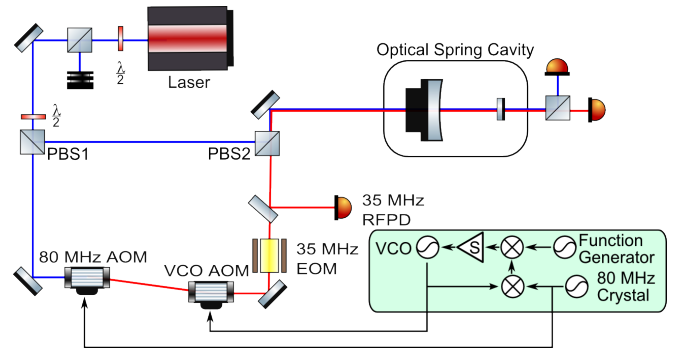 Optical Spring Cavity
λ
2
Laser
λ
2
PBS1
PBS2
35 MHz
RFPD
80 MHz AOM
VCO AOM
35 MHz
EOM
VCO
S
Function
Generator
80 MHz
Crystal